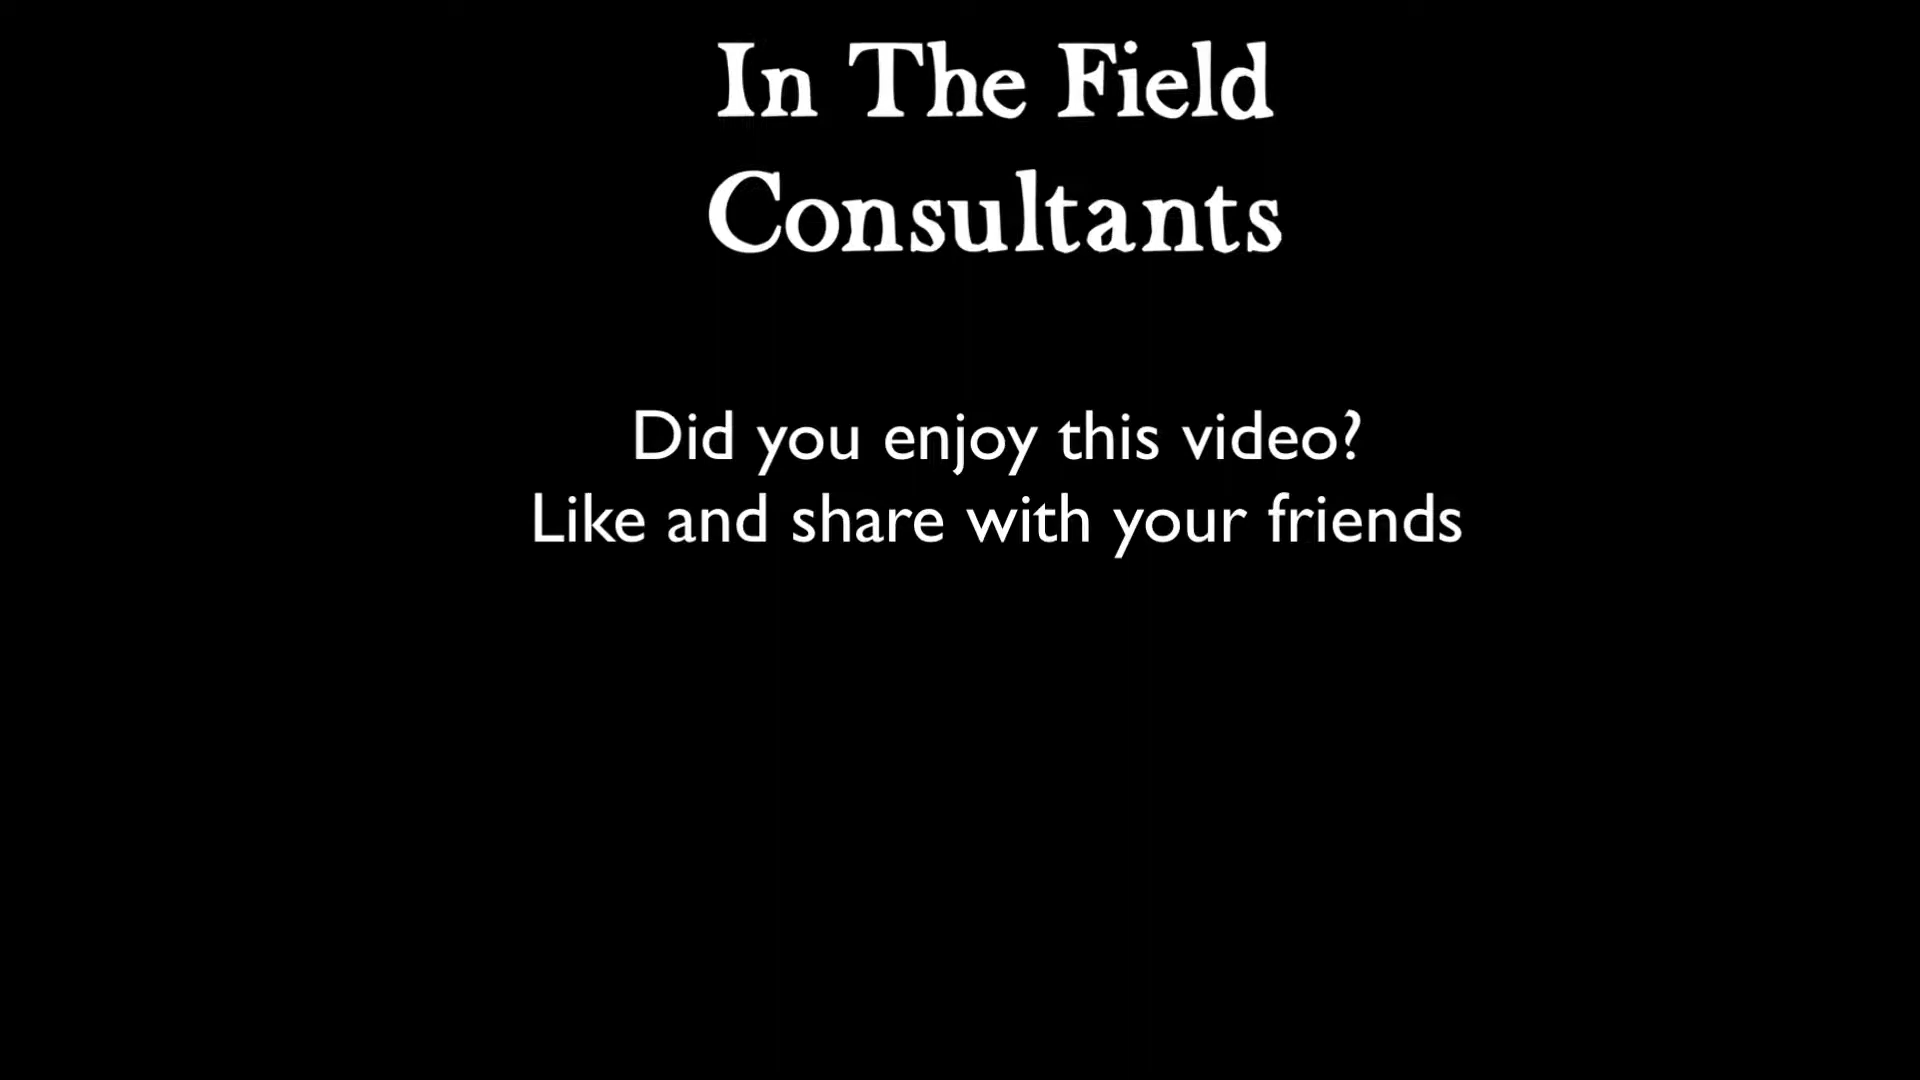 In The Field
Consultants
Did you enjoy this video?
Like and share with your friends